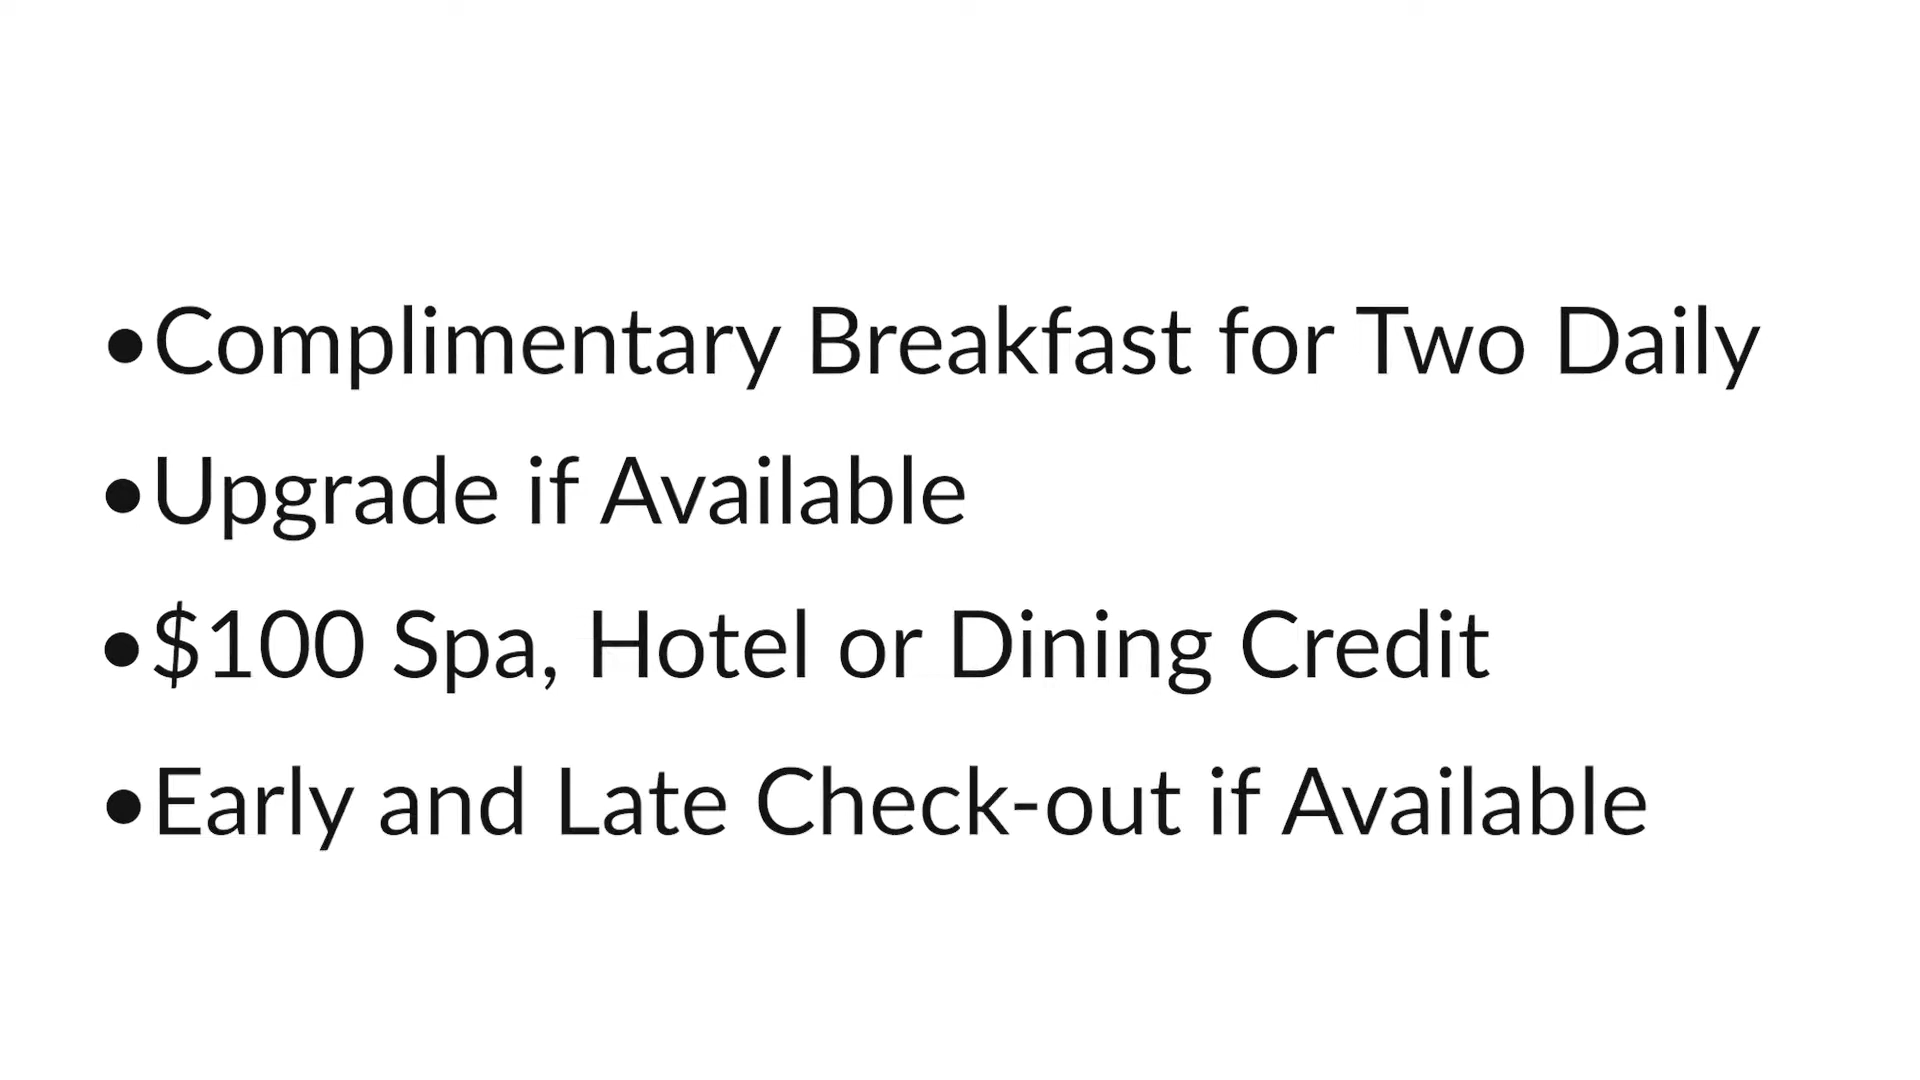 •Complimentary Breakfast for Two Daily
•Upgrade if Available
•$100 Spa, Hotel or Dining Credit
•Early and Late Check-out if Available